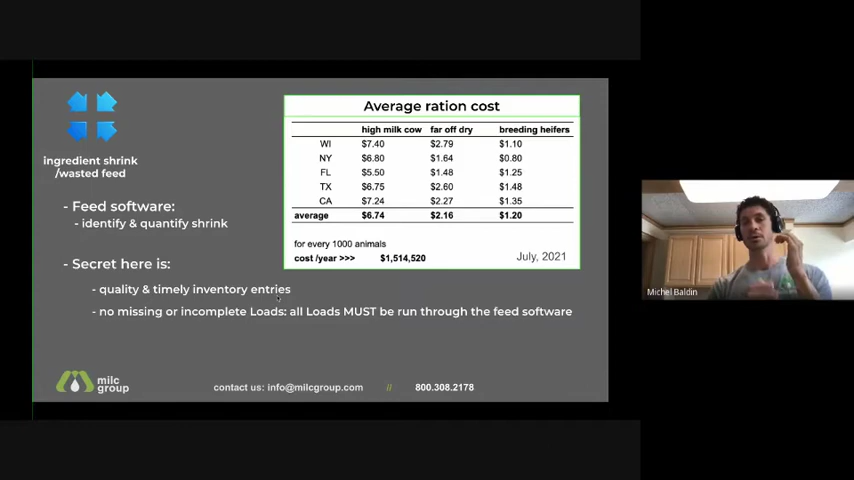 ingredient shrink
/wasted feed
- Feed software:
- identify & quantify shrink
- Secret here is:
- quality & timely inventory entries
- no missing or incomplete Loads: all Loads MUST be run through the feed software
Average ration cost
high milk cow far off dry breeding heifers
WI $7.40 $2.79 $1.10
NY $6.80 $1.64 $0.80
FL $5.50 $1.48 $1.25
TX $6.75 $2.60 $1.48
CA $7.24 $2.27 $1.35
average $6.74 $2.16 $1.20
for every 1000 animals
cost /year >>> $1,514,520
July, 2021
milc
group
contact us: info@milcgroup.com // 800.308.2178
Michel Baldin